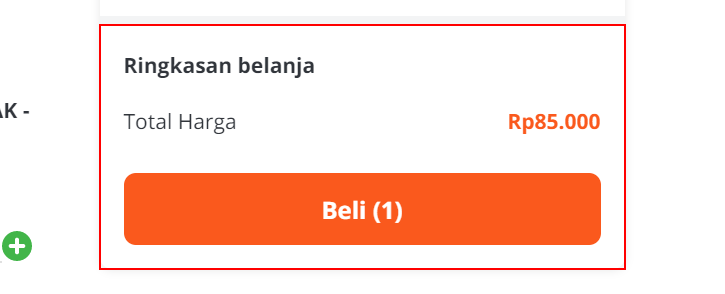 Ringkasan belanja
AK -
Total Harga Rp85.000
Beli (1)